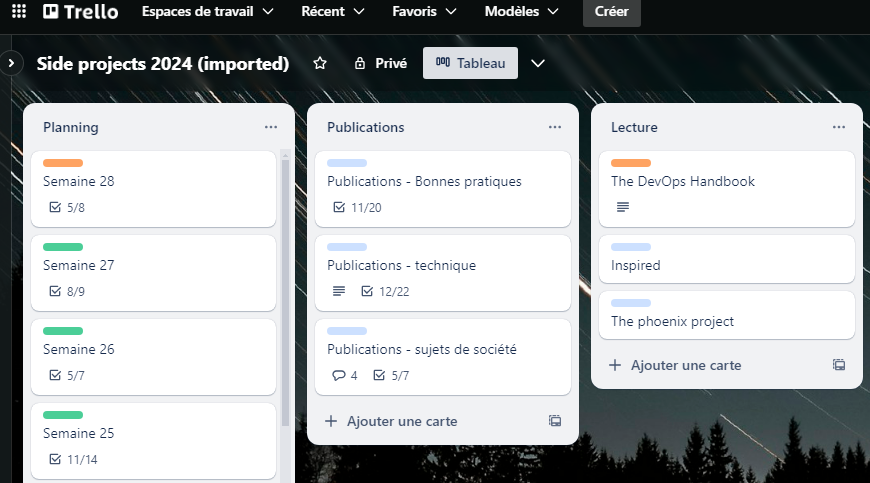 Trello Espaces de travail Récent Favoris Modèles Créer
Side projects 2024 (imported) Privé Tableau
Planning
Semaine 28
5/8
Semaine 27
8/9
Semaine 26
5/7
Semaine 25
11/14
Publications
Publications - Bonnes pratiques
11/20
Publications - technique
12/22
Publications - sujets de société
4 5/7
+ Ajouter une carte
Lecture
The DevOps Handbook
Inspired
The phoenix project
+ Ajouter une carte